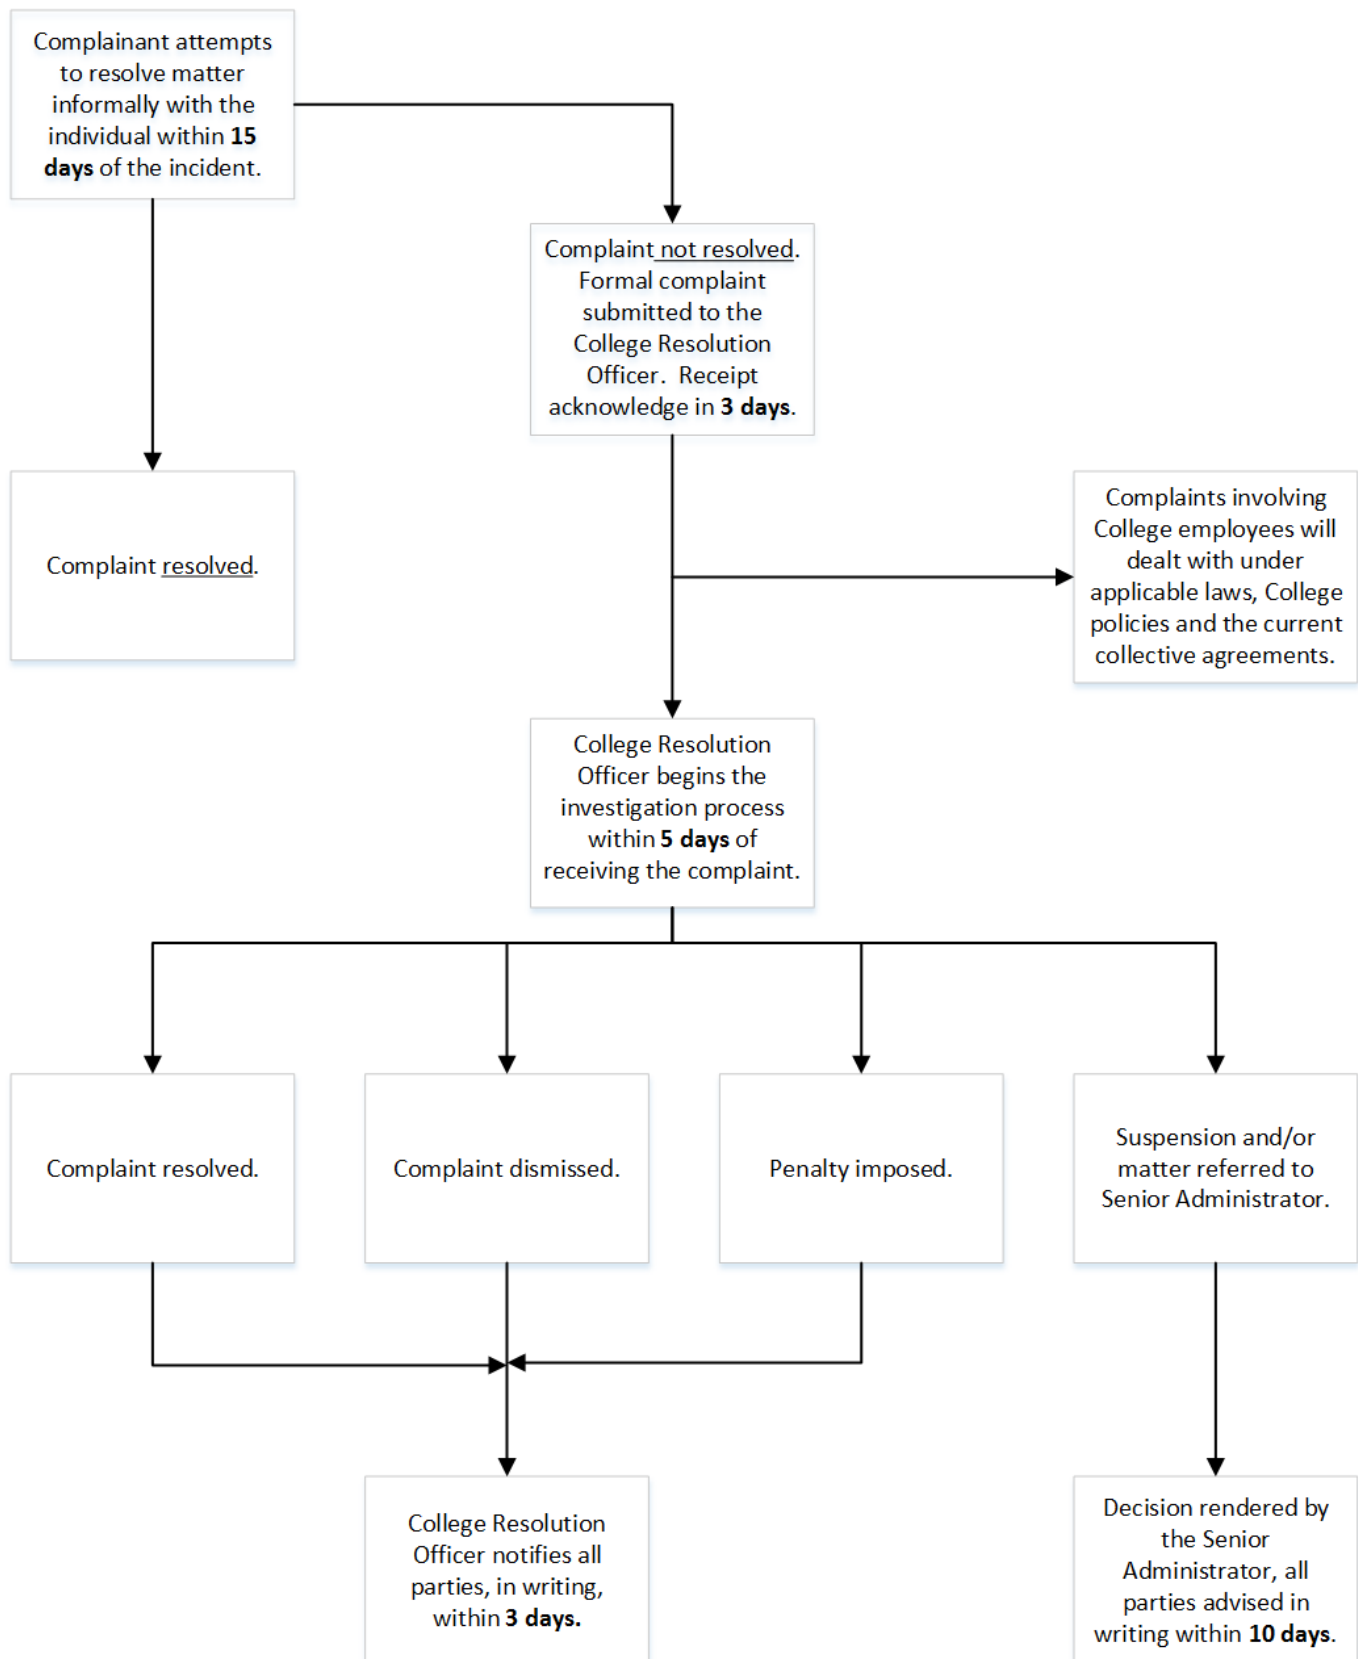 Complainant attempts
to resolve matter
informally with the
individual within 15
days of the incident.
Complaint not resolved.
Formal complaint
submitted to the
College Resolution
Officer.  Receipt
acknowledge in 3 days.
Complaint resolved.
Complaints involving
College employees will
dealt with under
applicable laws, College
policies and the current
collective agreements.
College Resolution
Officer begins the
investigation process
within 5 days of
receiving the complaint.
Complaint resolved.
Complaint dismissed.
Penalty imposed.
Suspension and/or
matter referred to
Senior Administrator.
College Resolution
Officer notifies all
parties, in writing,
within 3 days.
Decision rendered by
the Senior
Administrator, all
parties advised in
writing within 10 days.